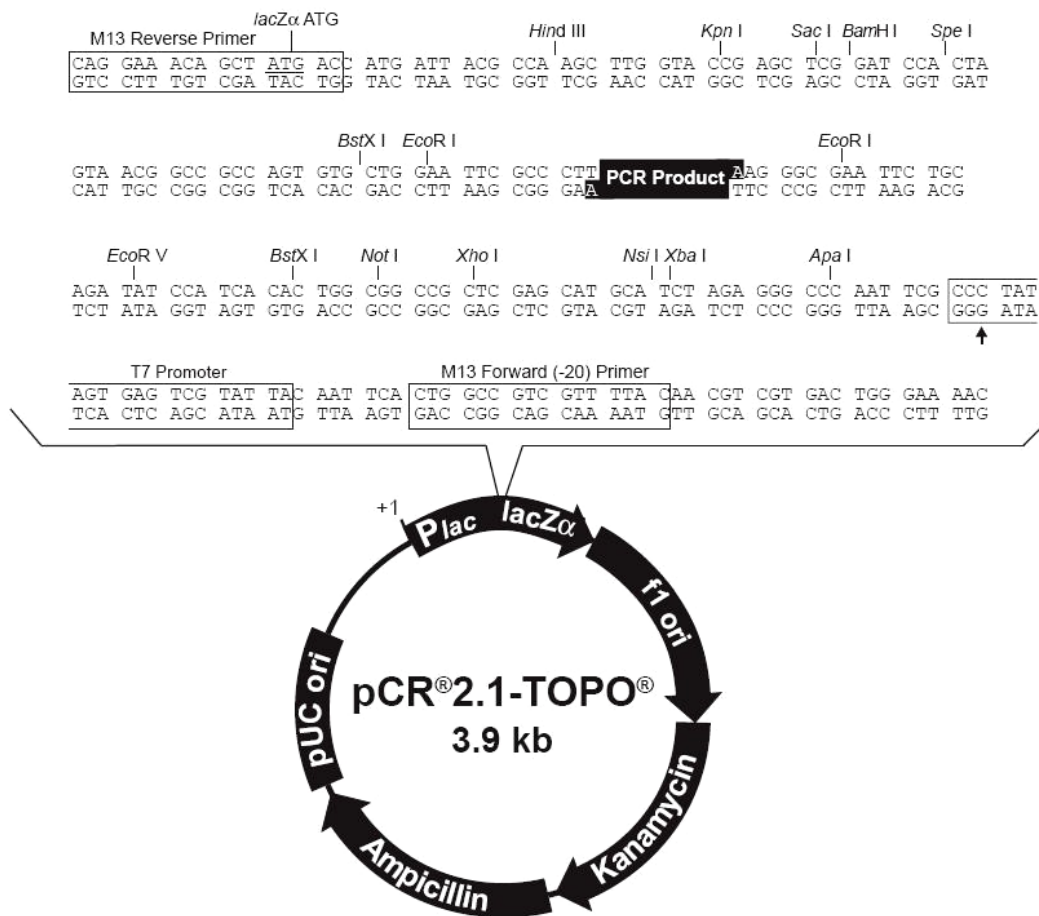 lacZα ATG
M13 Reverse Primer Hind III Kpn I Sac I BamH I Spe I
CAG GAA ACA GCT ATG ACC ATG ATT ACG CCA AGC TTG GTA CCG AGC TCG GAT CCA CTA
GTC CTT TGT CGA TAC TGG TAC TAA TGC GGT TCG AAC CAT GGC TCG AGC CTA GGT GAT
BstX I EcoR I EcoR I
GTA ACG GCC GCC AGT GTG CTG GAA TTC GCC CTT PCR Product AAG GGC GAA TTC TGC
CAT TGC CGG CGG TCA CAC GAC CTT AAG CGG GAA TTC CCG CTT AAG ACG
EcoR V BstX I Not I Xho I Nsi I Xba I Apa I
AGA TAT CCA TCA CAC TGG CGG CCG CTC GAG CAT GCA TCT AGA GGG CCC AAT TCG CCC TAT
TCT ATA GGT AGT GTG ACC GCC GGC GAG CTC GTA CGT AGA TCT CCC GGG TTA AGC GGG ATA
T7 Promoter M13 Forward (-20) Primer
AGT GAG TCG TAT TAC AAT TCA CTG GCC GTC GTT TTA CAA CGT CGT GAC TGG GAA AAC
TCA CTC AGC ATA ATG TTA AGT GAC CGG CAG CAA AAT GTT GCA GCA CTG ACC CTT TTG
+1
Plac lacZα
f1 ori
pUC ori
pCR®2.1-TOPO®
3.9 kb
Kanamycin
Ampicillin